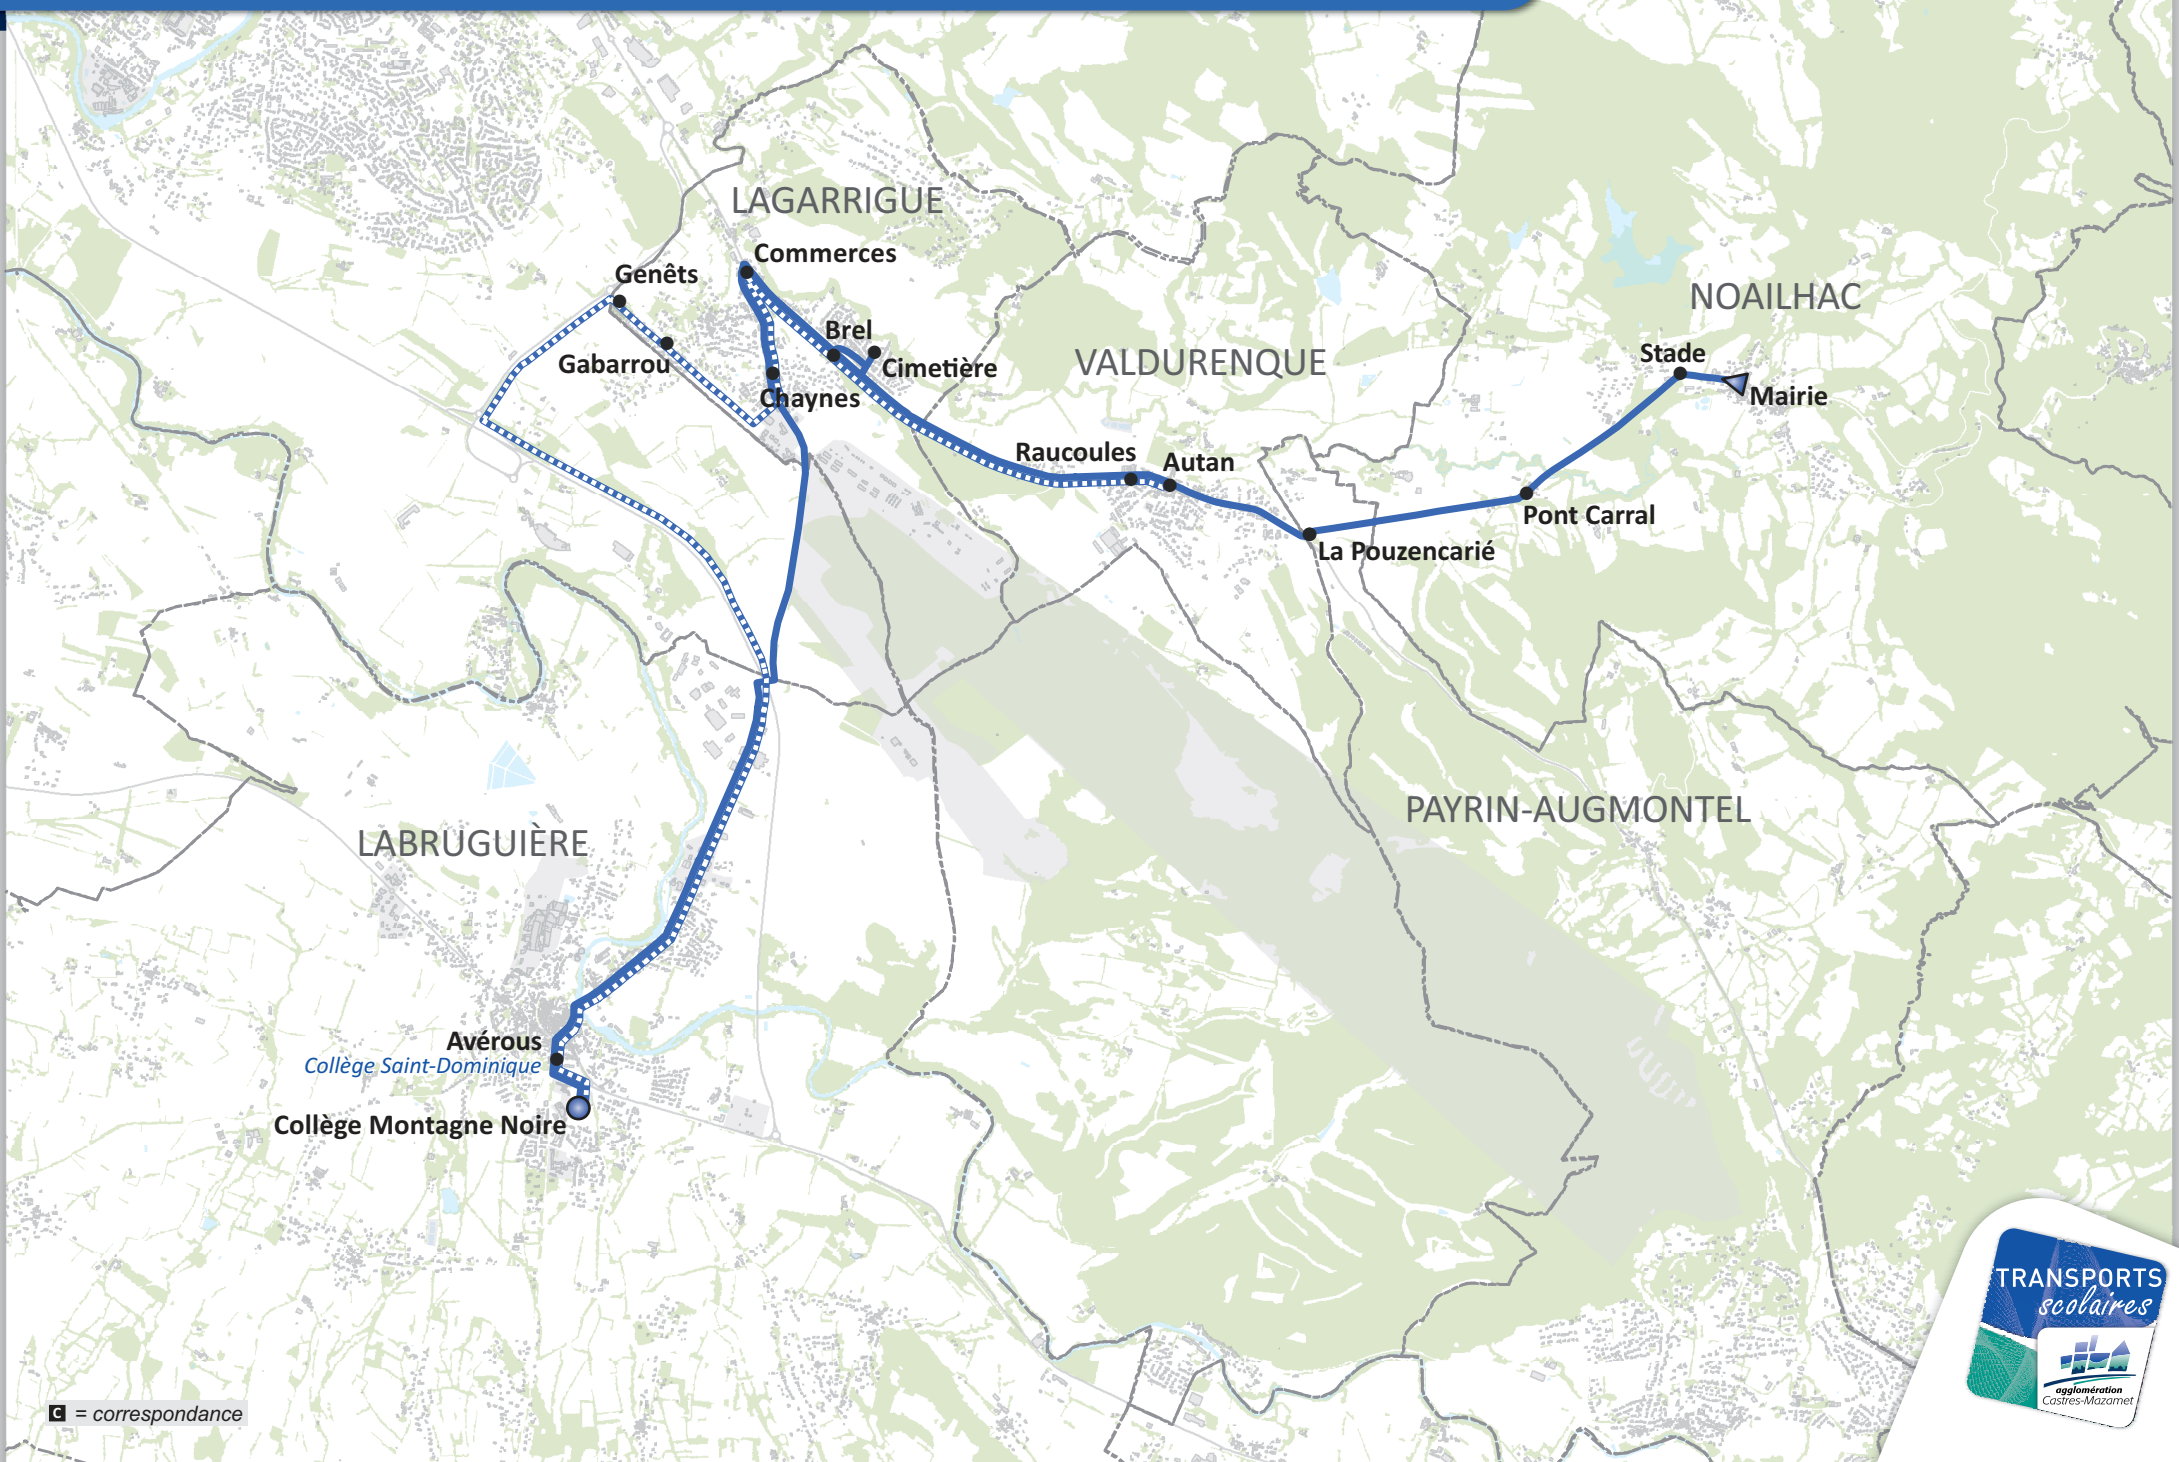 LAGARRIGUE
Commerces
Genêts
NOAILHAC
Brel
Stade
Gabarrou
Cimetière
VALDURENQUE
Chaynes
Mairie
Raucoules
Autan
Pont Carral
La Pouzencarié
PAYRIN-AUGMONTEL
LABRUGUIÈRE
Avérous
Collège Saint-Dominique
Collège Montagne Noire
TRANSPORTS
scolaires
agglomération
Castres-Mazamet
C = correspondance